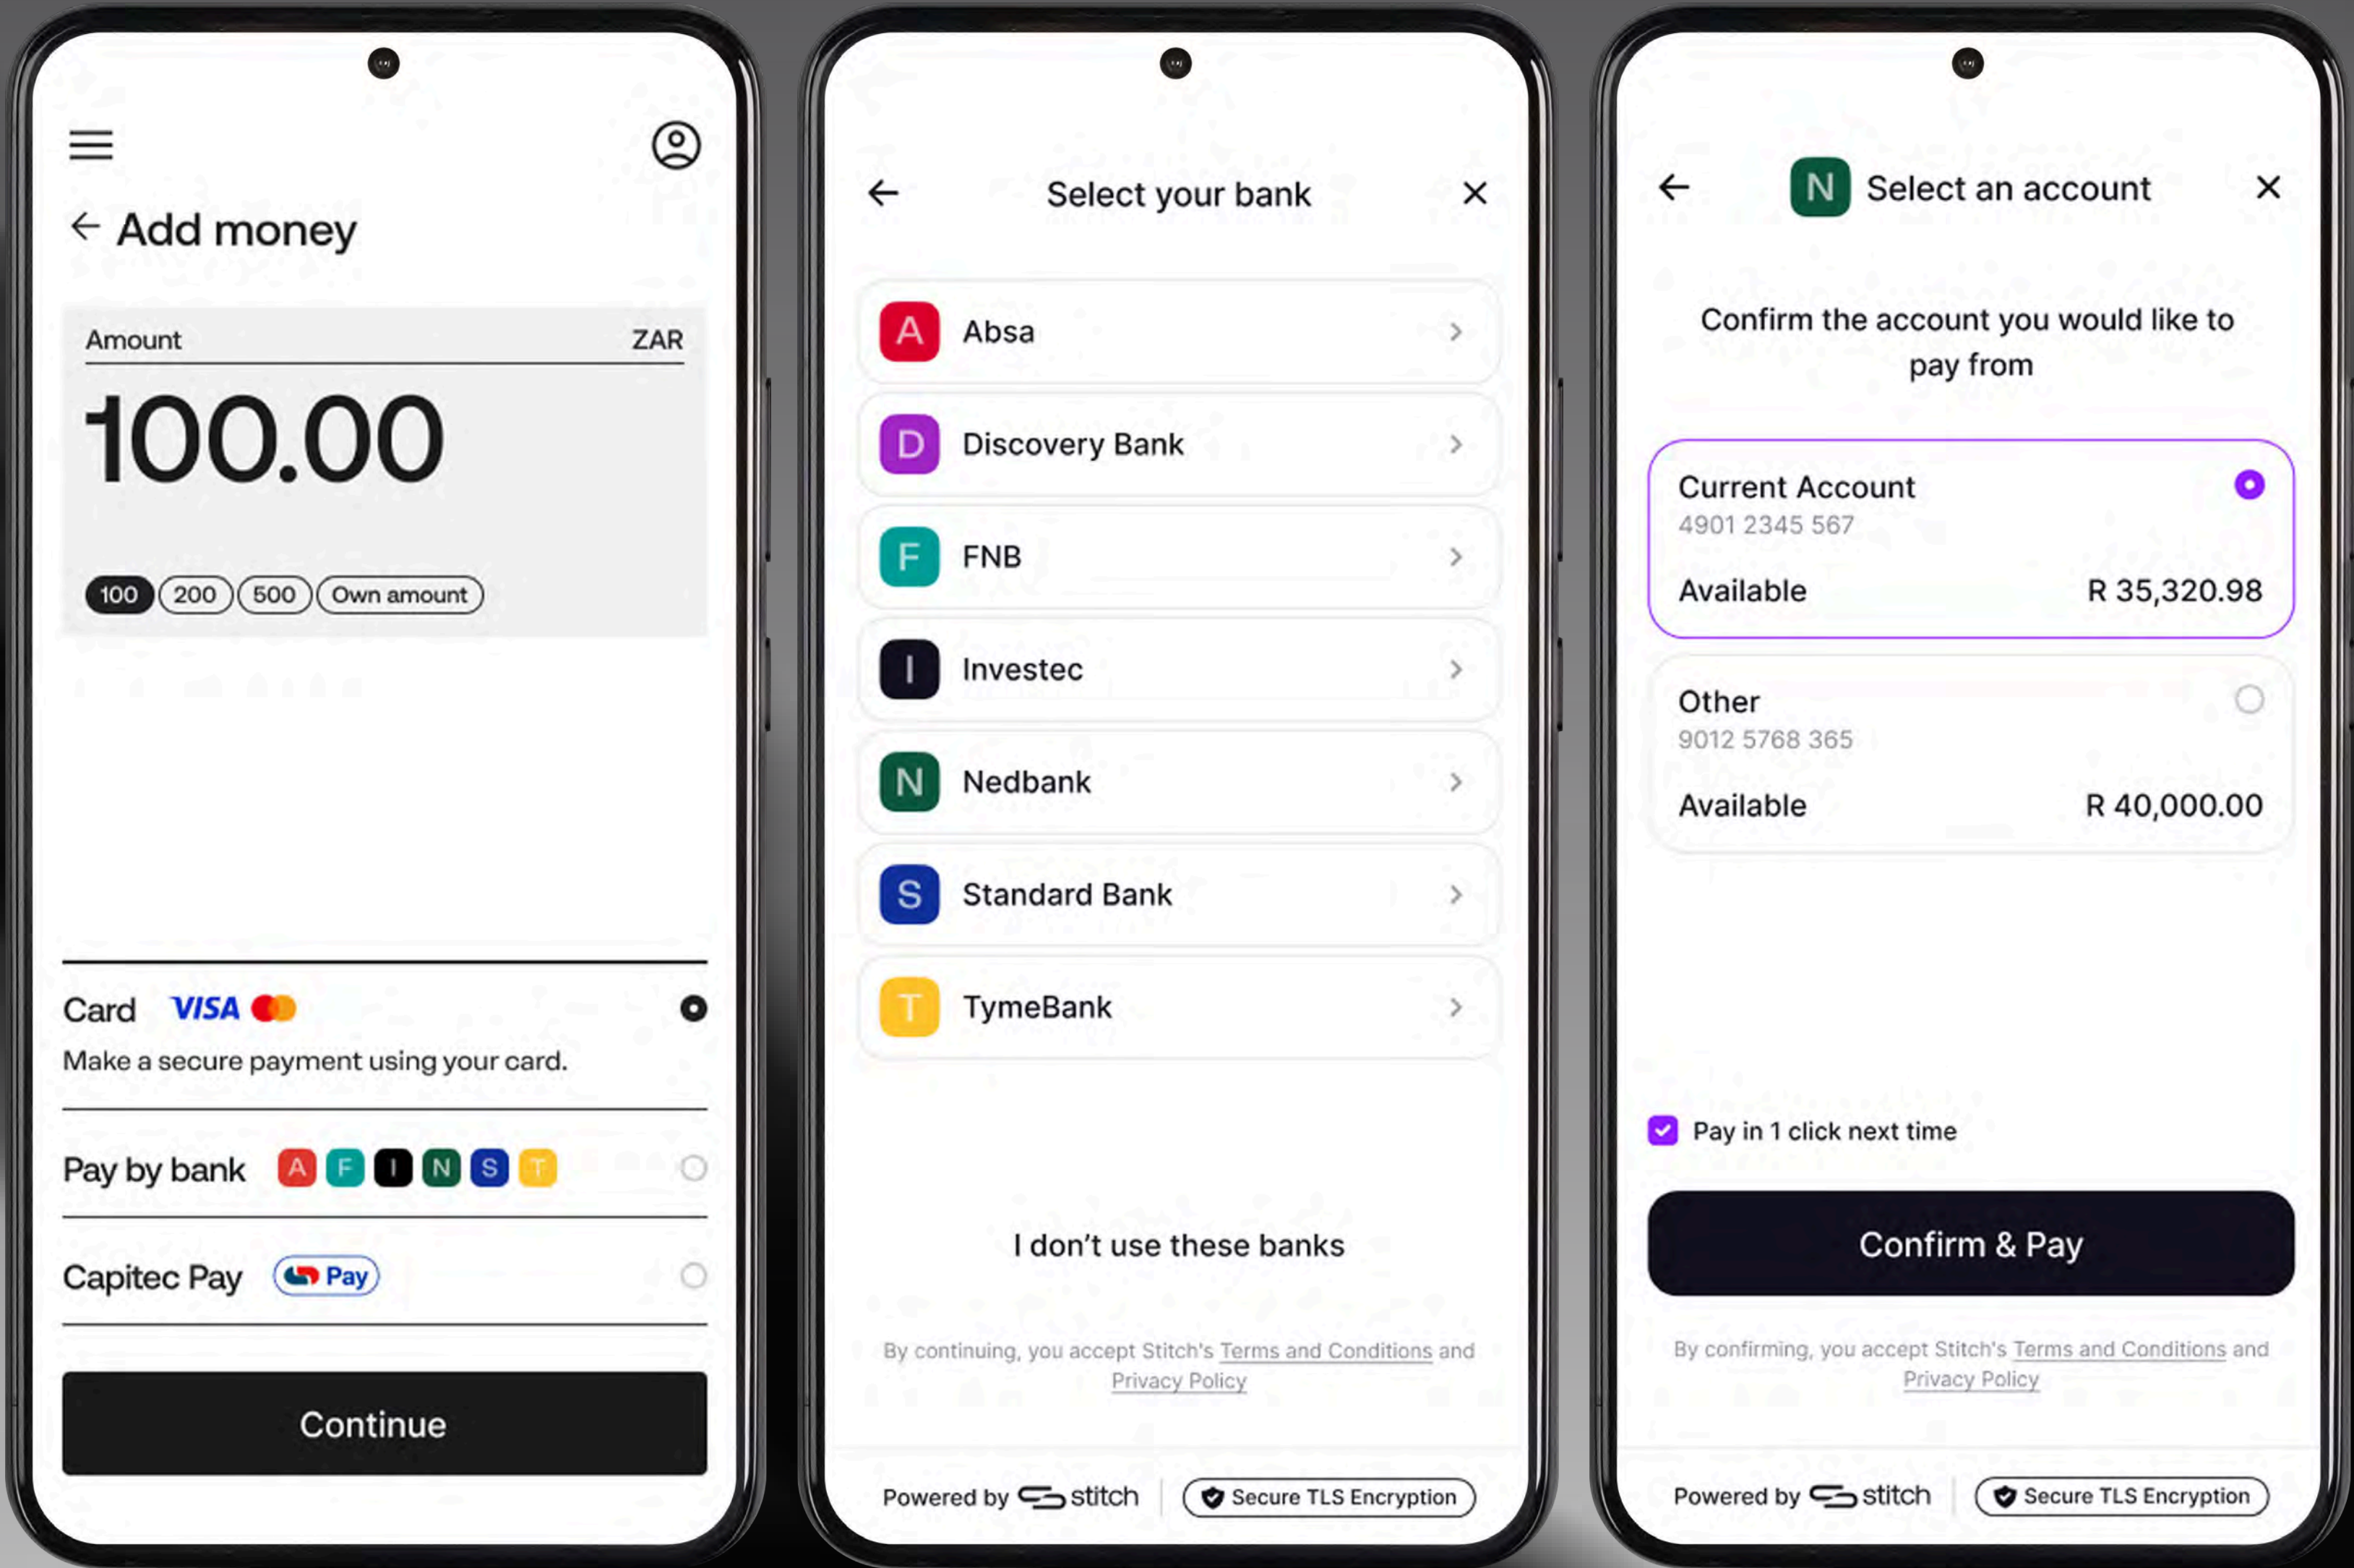 Add money
Amount ZAR
100.00
100 200 500 Own amount
Card VISA
Make a secure payment using your card.
Pay by bank A F I N S T
Capitec Pay Pay
Continue
Select your bank
A Absa
D Discovery Bank
F FNB
I Investec
N Nedbank
S Standard Bank
T TymeBank
I don’t use these banks
By continuing, you accept Stitch's Terms and Conditions and
Privacy Policy
Powered by stitch Secure TLS Encryption
N Select an account
Confirm the account you would like to
pay from
Current Account
4901 2345 567
Available R 35,320.98
Other
9012 5768 365
Available R 40,000.00
Pay in 1 click next time
Confirm & Pay
By confirming, you accept Stitch's Terms and Conditions and
Privacy Policy
Powered by stitch Secure TLS Encryption